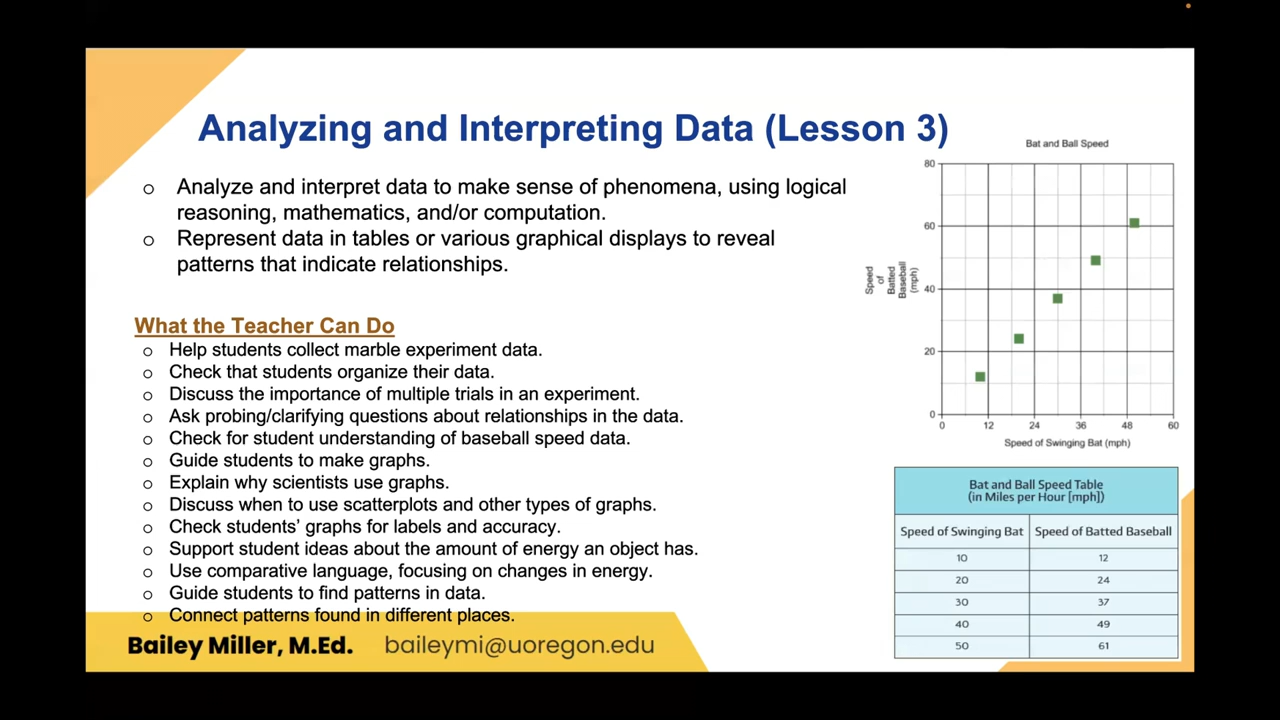 Analyzing and Interpreting Data (Lesson 3)
o Analyze and interpret data to make sense of phenomena, using logical
reasoning, mathematics, and/or computation.
o Represent data in tables or various graphical displays to reveal
patterns that indicate relationships.
What the Teacher Can Do
o Help students collect marble experiment data.
o Check that students organize their data.
o Discuss the importance of multiple trials in an experiment.
o Ask probing/clarifying questions about relationships in the data.
o Check for student understanding of baseball speed data.
o Guide students to make graphs.
o Explain why scientists use graphs.
o Discuss when to use scatterplots and other types of graphs.
o Check students’ graphs for labels and accuracy.
o Support student ideas about the amount of energy an object has.
o Use comparative language, focusing on changes in energy.
o Guide students to find patterns in data.
o Connect patterns found in different places.
Bailey Miller, M.Ed. baileymi@uoregon.edu
Bat and Ball Speed
80
60
40
20
0
Speed
of
Batted
Baseball
(mph)
0 12 24 36 48 60
Speed of Swinging Bat (mph)
Bat and Ball Speed Table
(in Miles per Hour [mph])
Speed of Swinging Bat Speed of Batted Baseball
10 12
20 24
30 37
40 49
50 61